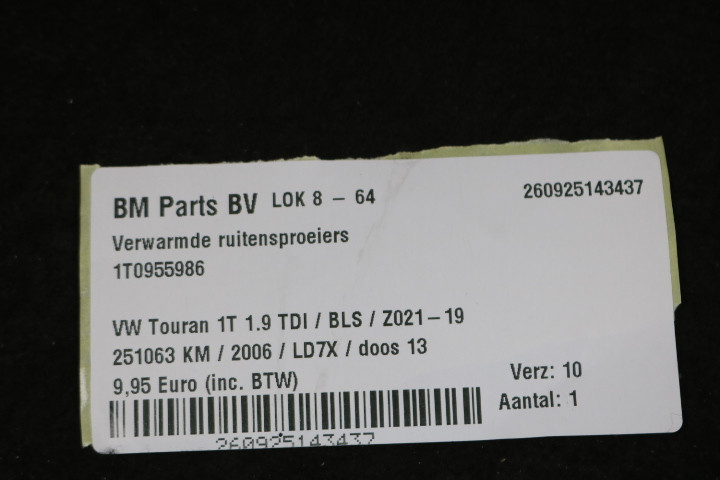 BM Parts BV LOK 8 - 64 260925143437
Verwarmde ruitensproeiers
1T0955986
VW Touran 1T 1.9 TDI / BLS / Z021-19
251063 KM / 2006 / LD7X / doos 13
9,95 Euro (inc. BTW) Verz: 10
Aantal: 1
260925143437